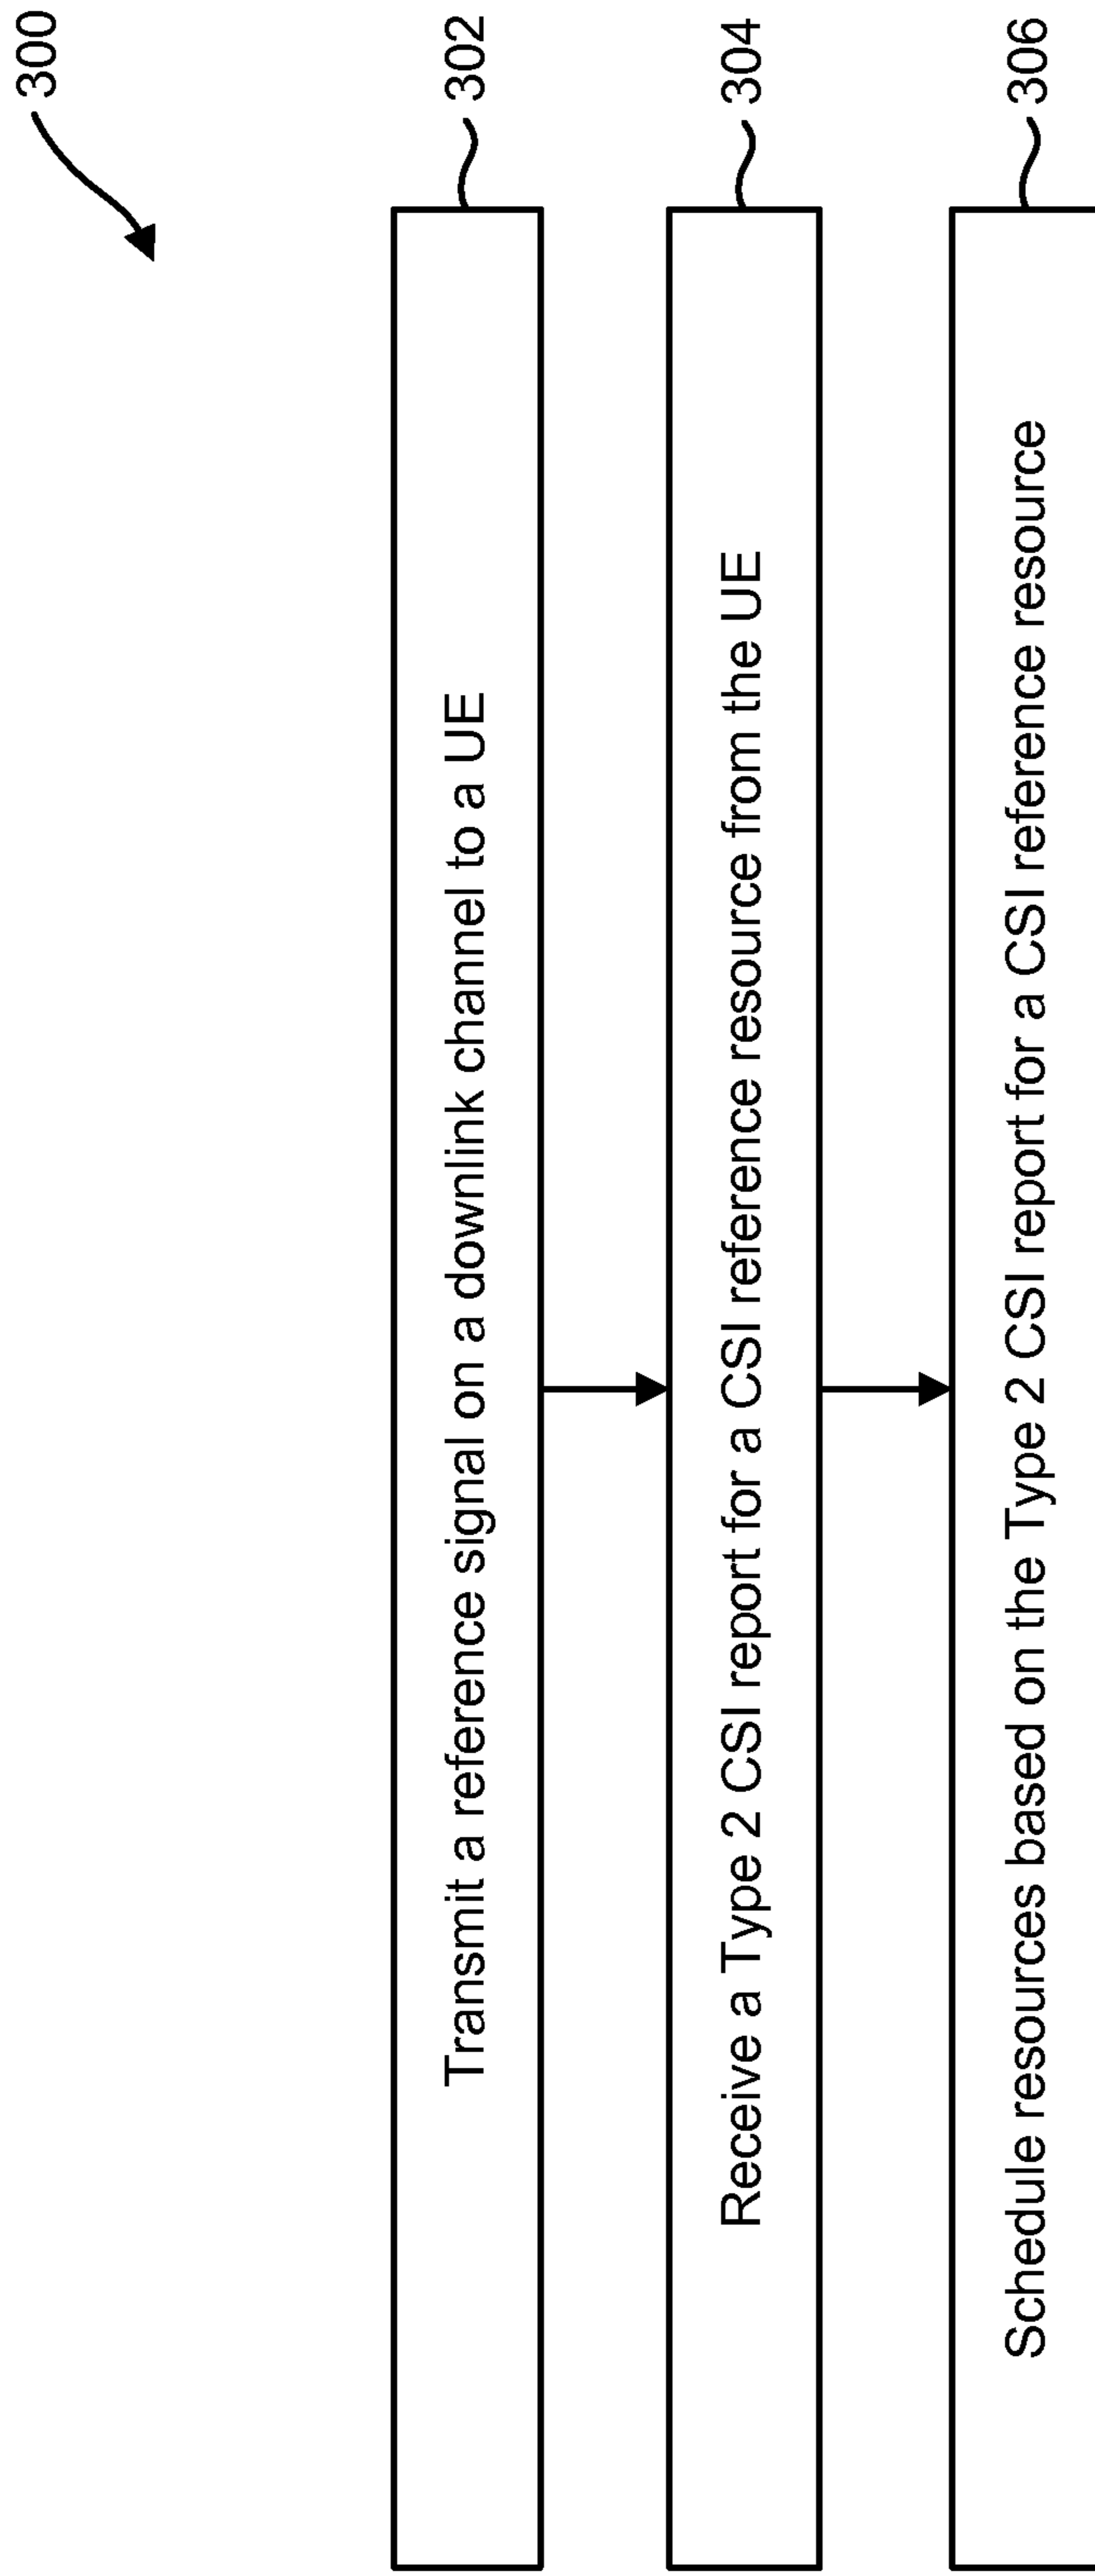 300
Transmit a reference signal on a downlink channel to a UE
302
Receive a Type 2 CSI report for a CSI reference resource from the UE
304
Schedule resources based on the Type 2 CSI report for a CSI reference resource
306